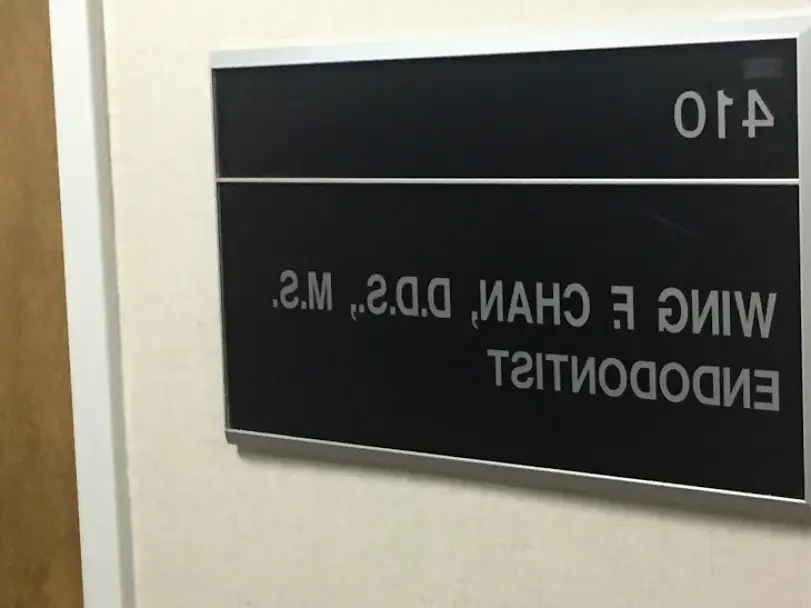 410
WING F. CHAN, D.D.S., M.S.
ENDODONTIST